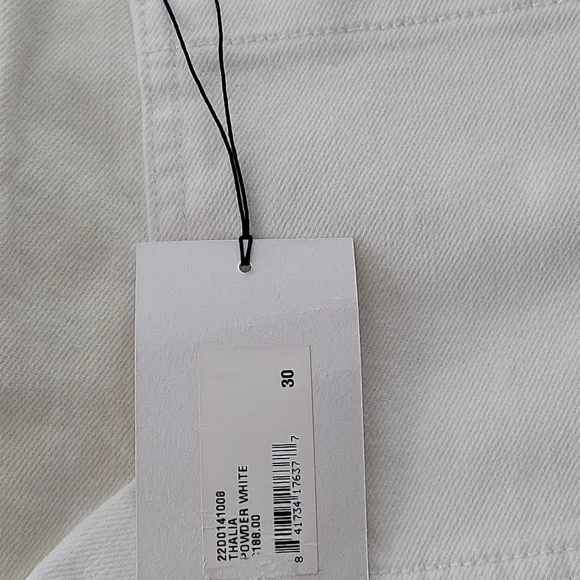 30
22D0141008
THALIA
POWDER WHITE
$188.00
8 41734 17637 7